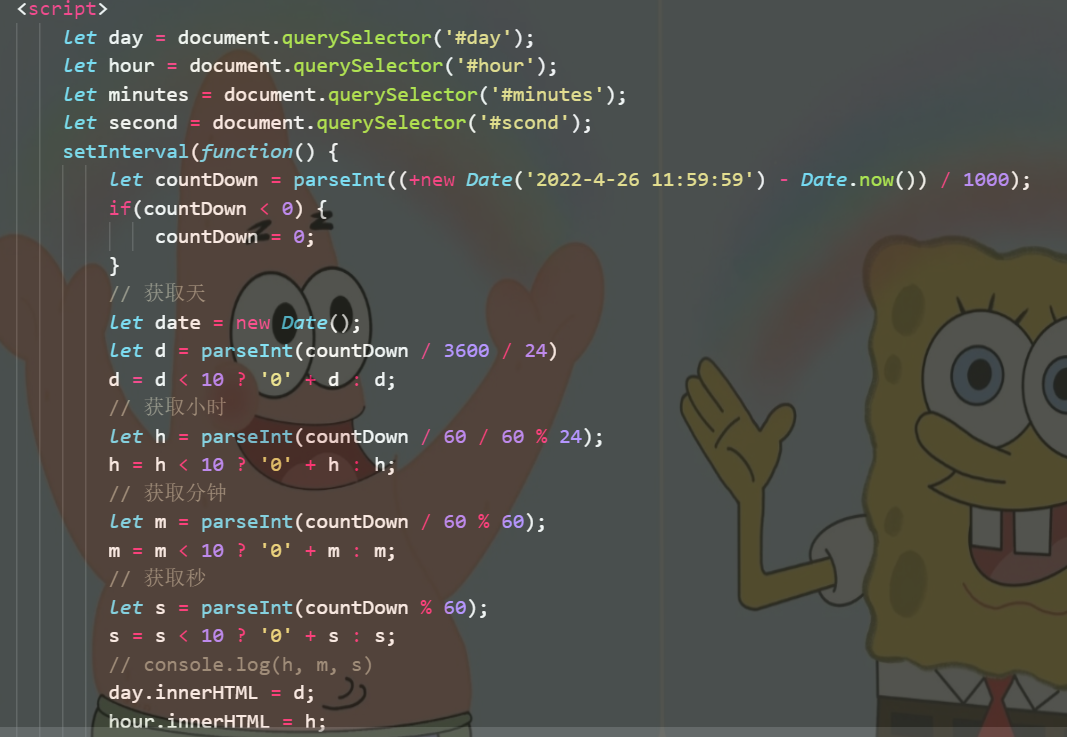 <script>
let day = document.querySelector('#day');
let hour = document.querySelector('#hour');
let minutes = document.querySelector('#minutes');
let second = document.querySelector('#scond');
setInterval(function() {
let countDown = parseInt((+new Date('2022-4-26 11:59:59') - Date.now()) / 1000);
if(countDown < 0) {
countDown = 0;
}
// 获取天
let date = new Date();
let d = parseInt(countDown / 3600 / 24)
d = d < 10 ? '0' + d : d;
// 获取小时
let h = parseInt(countDown / 60 / 60 % 24);
h = h < 10 ? '0' + h : h;
// 获取分钟
let m = parseInt(countDown / 60 % 60);
m = m < 10 ? '0' + m : m;
// 获取秒
let s = parseInt(countDown % 60);
s = s < 10 ? '0' + s : s;
// console.log(h, m, s)
day.innerHTML = d;
hour.innerHTML = h;